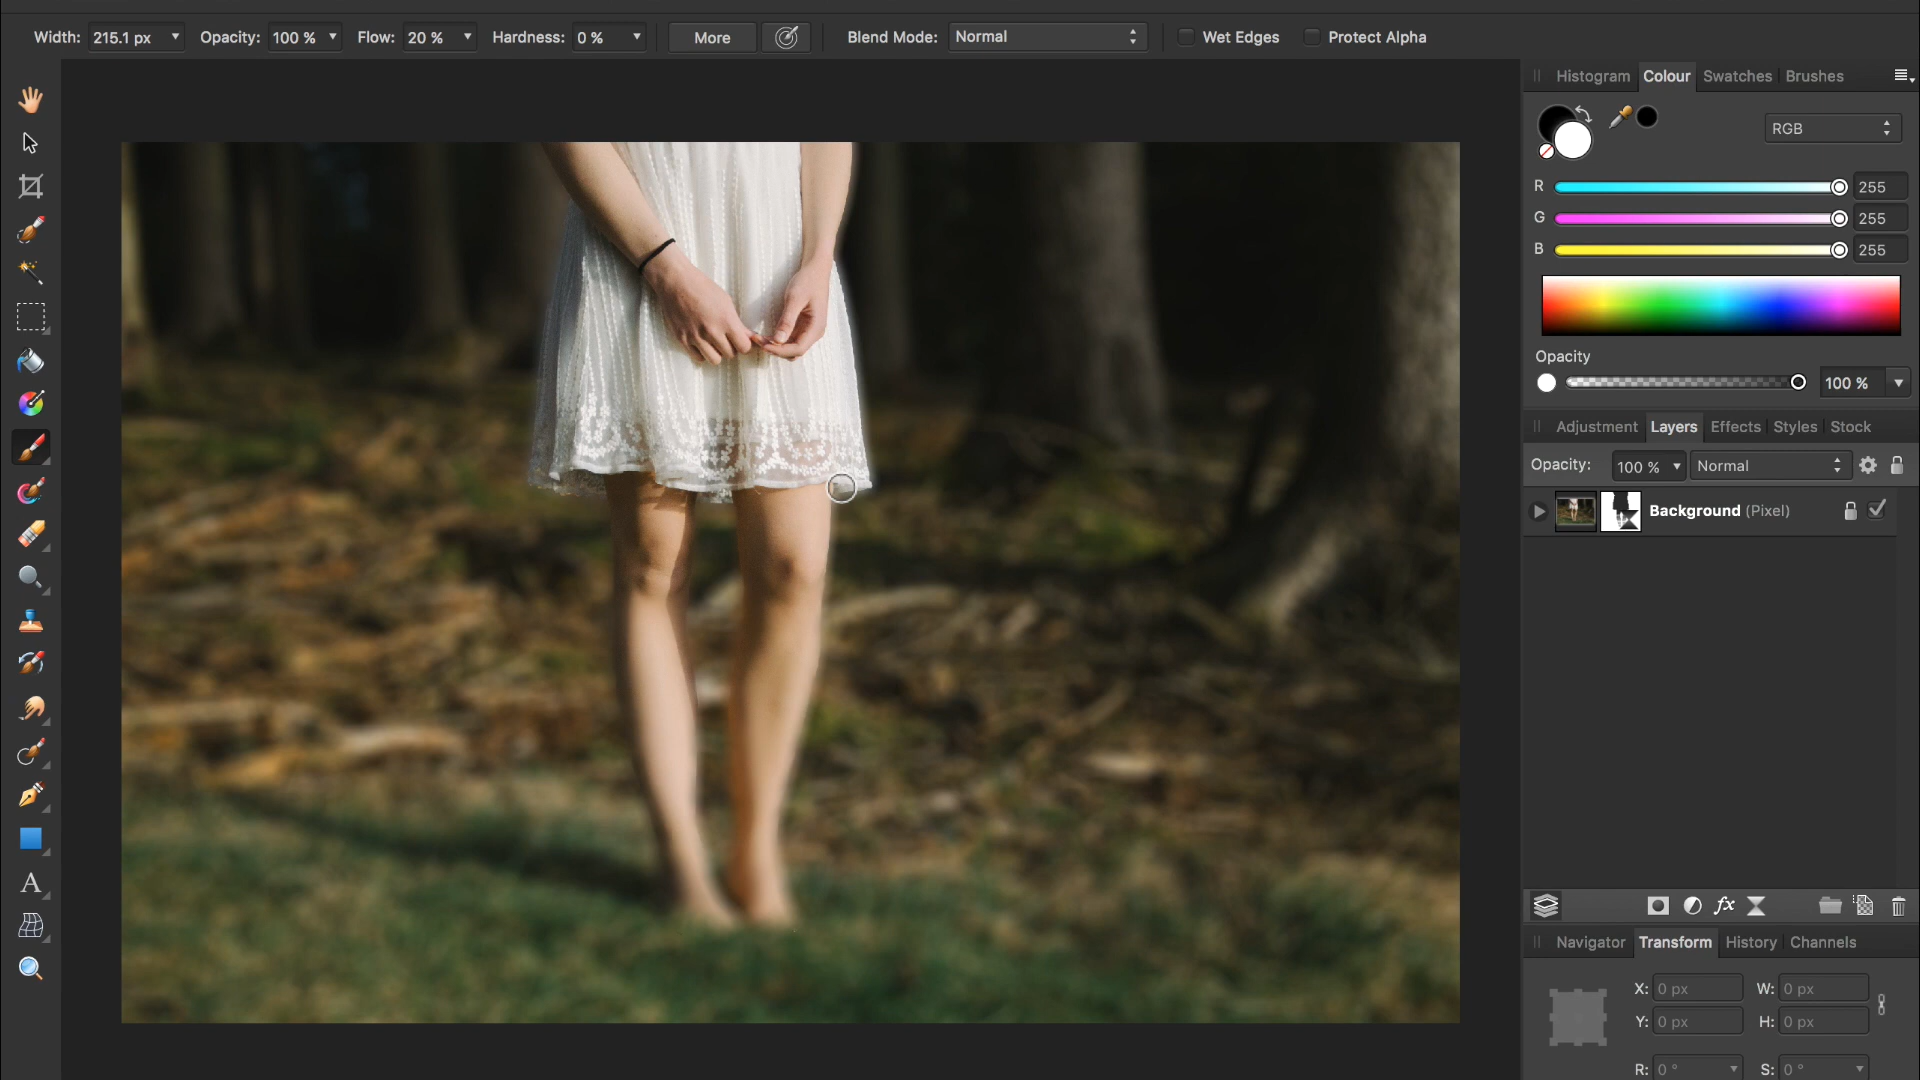 Width: 215.1 px Opacity: 100 % Flow: 20 % Hardness: 0 % More Blend Mode: Normal Wet Edges Protect Alpha
Histogram Colour Swatches Brushes
RGB
R 255
G 255
B 255
Opacity
100 %
Adjustment Layers Effects Styles Stock
Opacity: 100 % Normal
Background (Pixel)
fx
A
Navigator Transform History Channels
X: 0 px W: 0 px
Y: 0 px H: 0 px
R: 0 ° S: 0 °